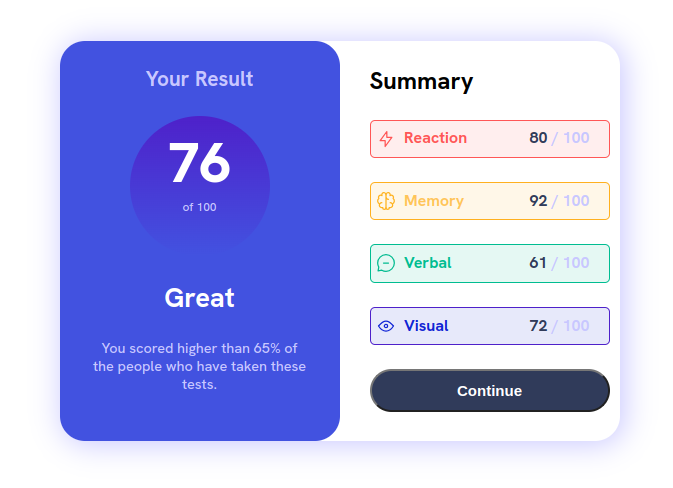 Your Result
76
of 100
Great
You scored higher than 65% of
the people who have taken these
tests.
Summary
Reaction 80 / 100
Memory 92 / 100
Verbal 61 / 100
Visual 72 / 100
Continue